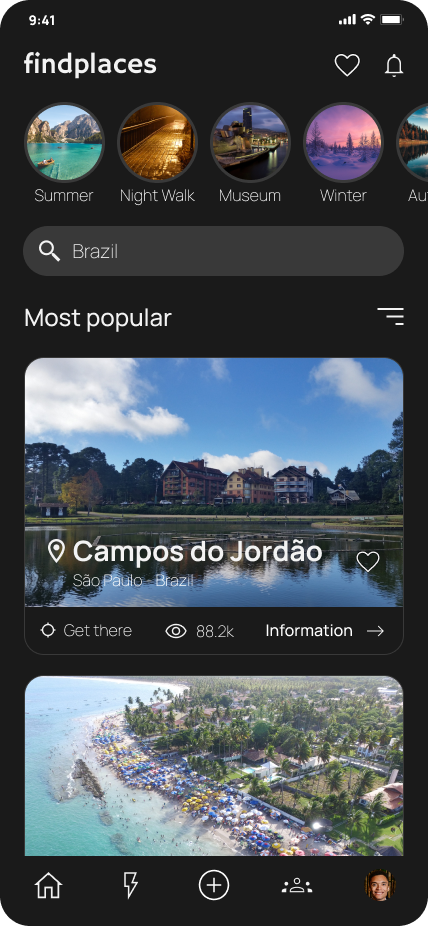 9:41
findplaces
Summer
Night Walk
Museum
Winter
Au
Brazil
Most popular
Campos do Jordão
São Paulo - Brazil
Get there
88.2k
Information